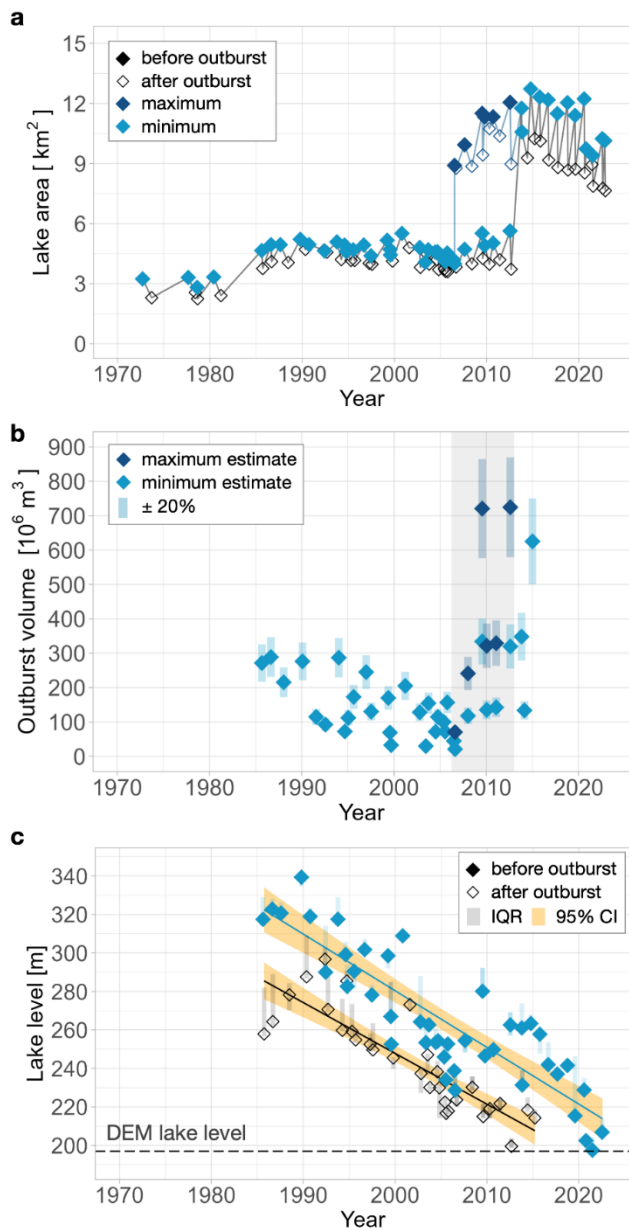 a
15
12
9
6
3
0
Lake area [ km²]
before outburst
after outburst
maximum
minimum
1970 1980 1990 2000 2010 2020
Year
b
900
800
700
600
500
400
300
200
100
0
Outburst volume [10⁶ m³]
maximum estimate
minimum estimate
± 20%
1970 1980 1990 2000 2010 2020
Year
c
340
320
300
280
260
240
220
200
Lake level [m]
before outburst
after outburst
IQR 95% CI
DEM lake level
1970 1980 1990 2000 2010 2020
Year